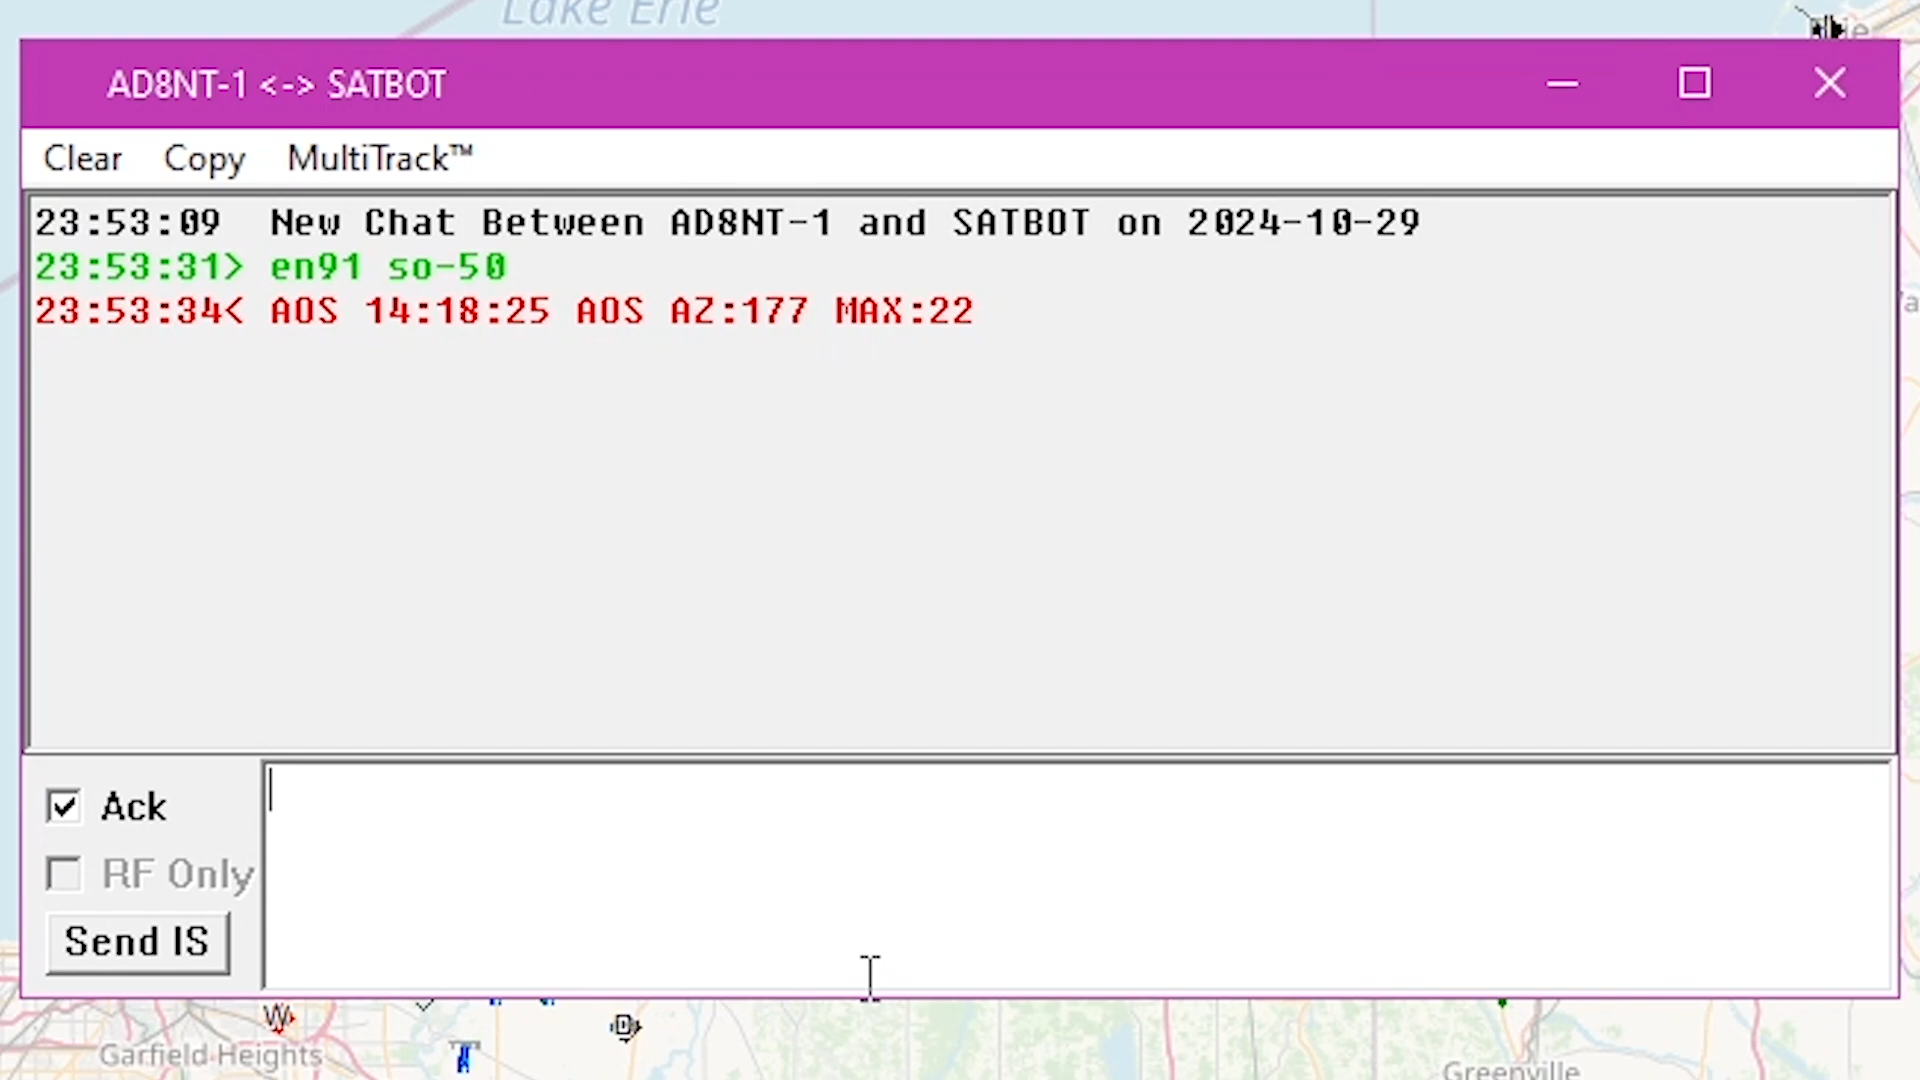 Lake Erie
AD8NT-1 <-> SATBOT
Clear Copy MultiTrack™
23:53:09 New Chat Between AD8NT-1 and SATBOT on 2024-10-29
23:53:31> en91 so-50
23:53:34< AOS 14:18:25 AOS AZ:177 MAX:22
Ack
RF Only
Send IS
W
D
Garfield Heights
Greenville